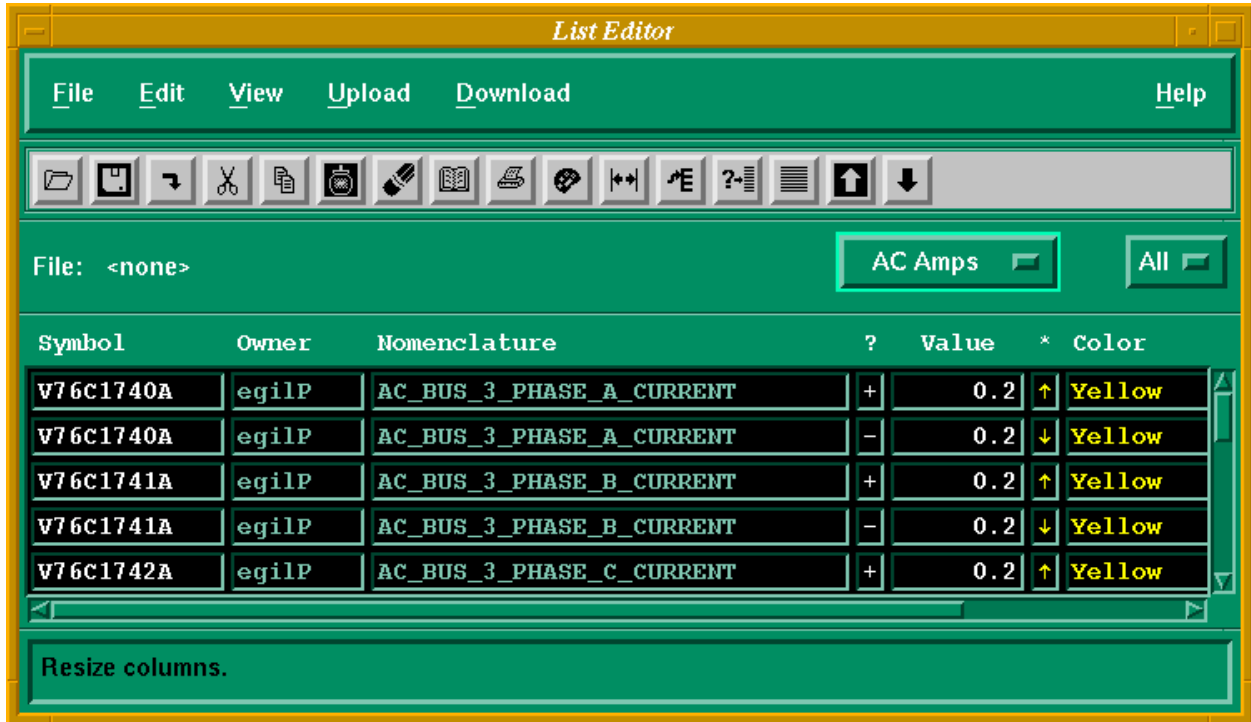 List Editor
File Edit View Upload Download Help
File: <none> AC Amps All
Symbol Owner Nomenclature ? Value * Color
V76C1740A egilP AC_BUS_3_PHASE_A_CURRENT + 0.2 ↑ Yellow
V76C1740A egilP AC_BUS_3_PHASE_A_CURRENT - 0.2 ↓ Yellow
V76C1741A egilP AC_BUS_3_PHASE_B_CURRENT + 0.2 ↑ Yellow
V76C1741A egilP AC_BUS_3_PHASE_B_CURRENT - 0.2 ↓ Yellow
V76C1742A egilP AC_BUS_3_PHASE_C_CURRENT + 0.2 ↑ Yellow
Resize columns.